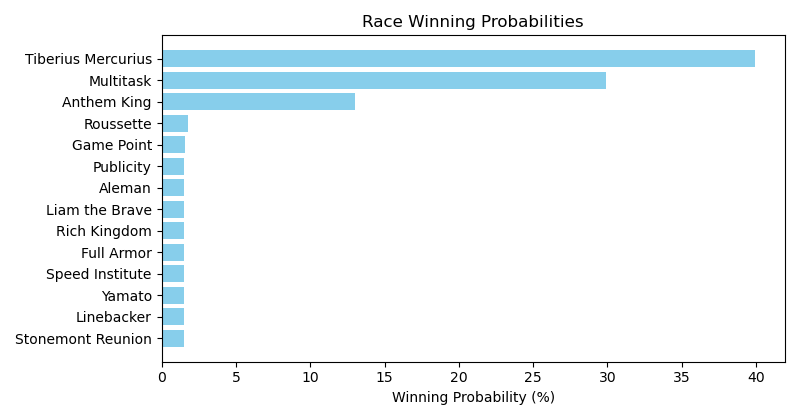 Race Winning Probabilities
Tiberius Mercurius
Multitask
Anthem King
Roussette
Game Point
Publicity
Aleman
Liam the Brave
Rich Kingdom
Full Armor
Speed Institute
Yamato
Linebacker
Stonemont Reunion
0 5 10 15 20 25 30 35 40
Winning Probability (%)